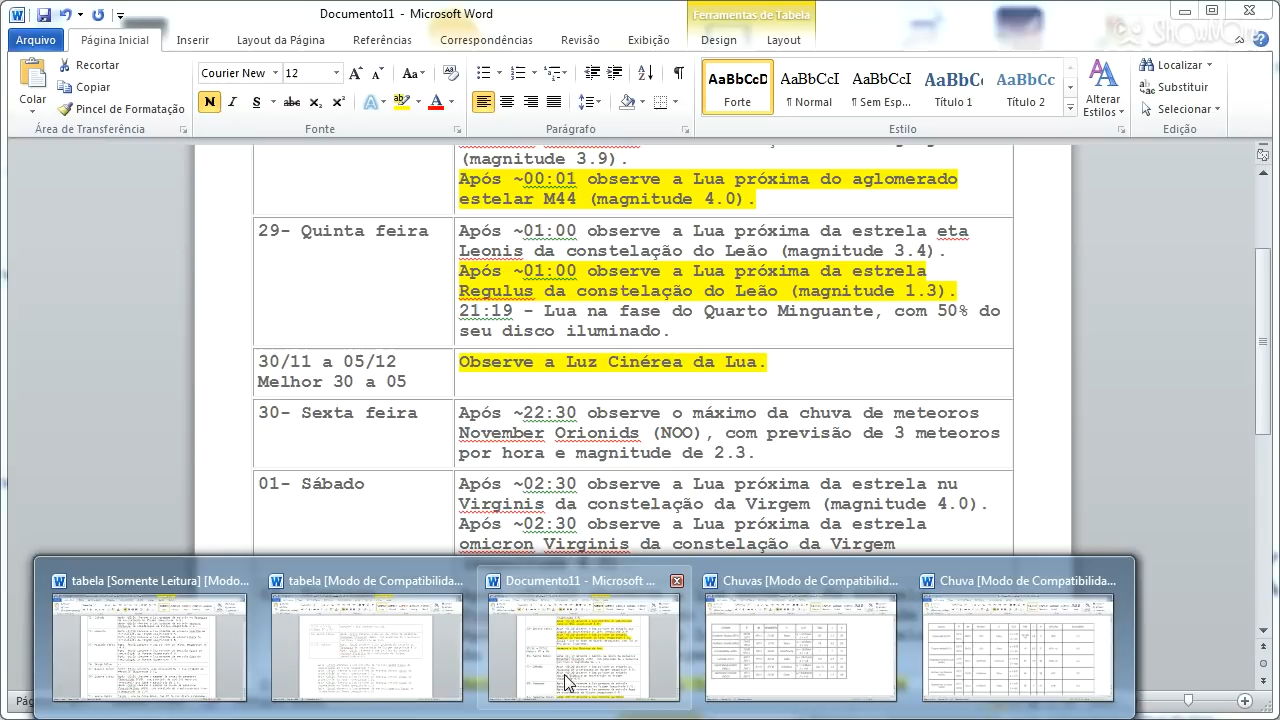 Documento11 - Microsoft Word
Ferramentas de Tabela
ShowMore
Arquivo Página Inicial Inserir Layout da Página Referências Correspondências Revisão Exibição Design Layout
Colar
Recortar
Copiar
Pincel de Formatação
Área de Transferência
Courier New 12
N I S abc x₂ x² A A
Fonte
Parágrafo
AaBbCcD AaBbCcI AaBbCcI AaBbC AaBbCc
Forte ¶ Normal ¶ Sem Esp... Título 1 Título 2
Alterar
Estilos
Estilo
Localizar
Substituir
Selecionar
Edição
(magnitude 3.9).
Após ~00:01 observe a Lua próxima do aglomerado
estelar M44 (magnitude 4.0).
29- Quinta feira
Após ~01:00 observe a Lua próxima da estrela eta
Leonis da constelação do Leão (magnitude 3.4).
Após ~01:00 observe a Lua próxima da estrela
Regulus da constelação do Leão (magnitude 1.3).
21:19 - Lua na fase do Quarto Minguante, com 50% do
seu disco iluminado.
30/11 a 05/12
Melhor 30 a 05
Observe a Luz Cinérea da Lua.
30- Sexta feira
Após ~22:30 observe o máximo da chuva de meteoros
November Orionids (NOO), com previsão de 3 meteoros
por hora e magnitude de 2.3.
01- Sábado
Após ~02:30 observe a Lua próxima da estrela nu
Virginis da constelação da Virgem (magnitude 4.0).
Após ~02:30 observe a Lua próxima da estrela
omicron Virginis da constelação da Virgem
tabela [Somente Leitura] [Modo...
tabela [Modo de Compatibilida...
Documento11 - Microsoft ...
Chuvas [Modo de Compatibilid...
Chuva [Modo de Compatibilida...
Pág